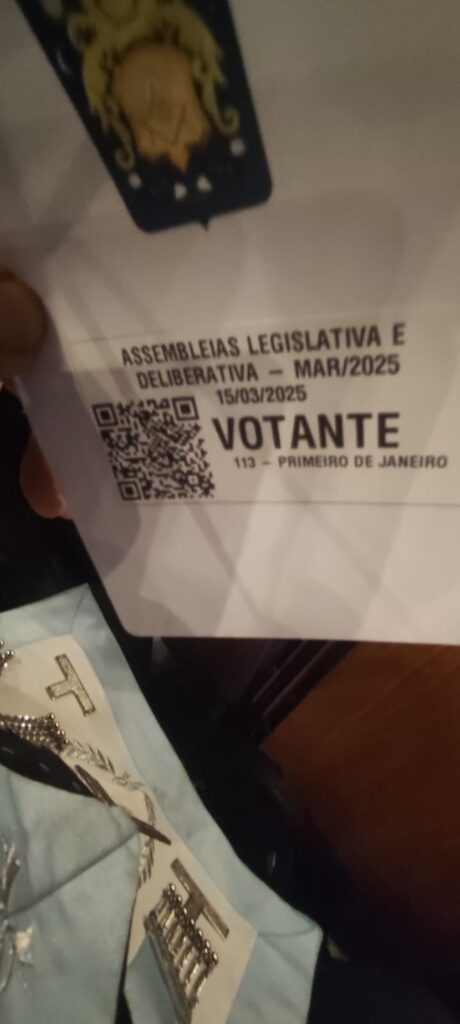 ASSEMBLEIAS LEGISLATIVA E
DELIBERATIVA – MAR/2025
15/03/2025
VOTANTE
113 – PRIMEIRO DE JANEIRO